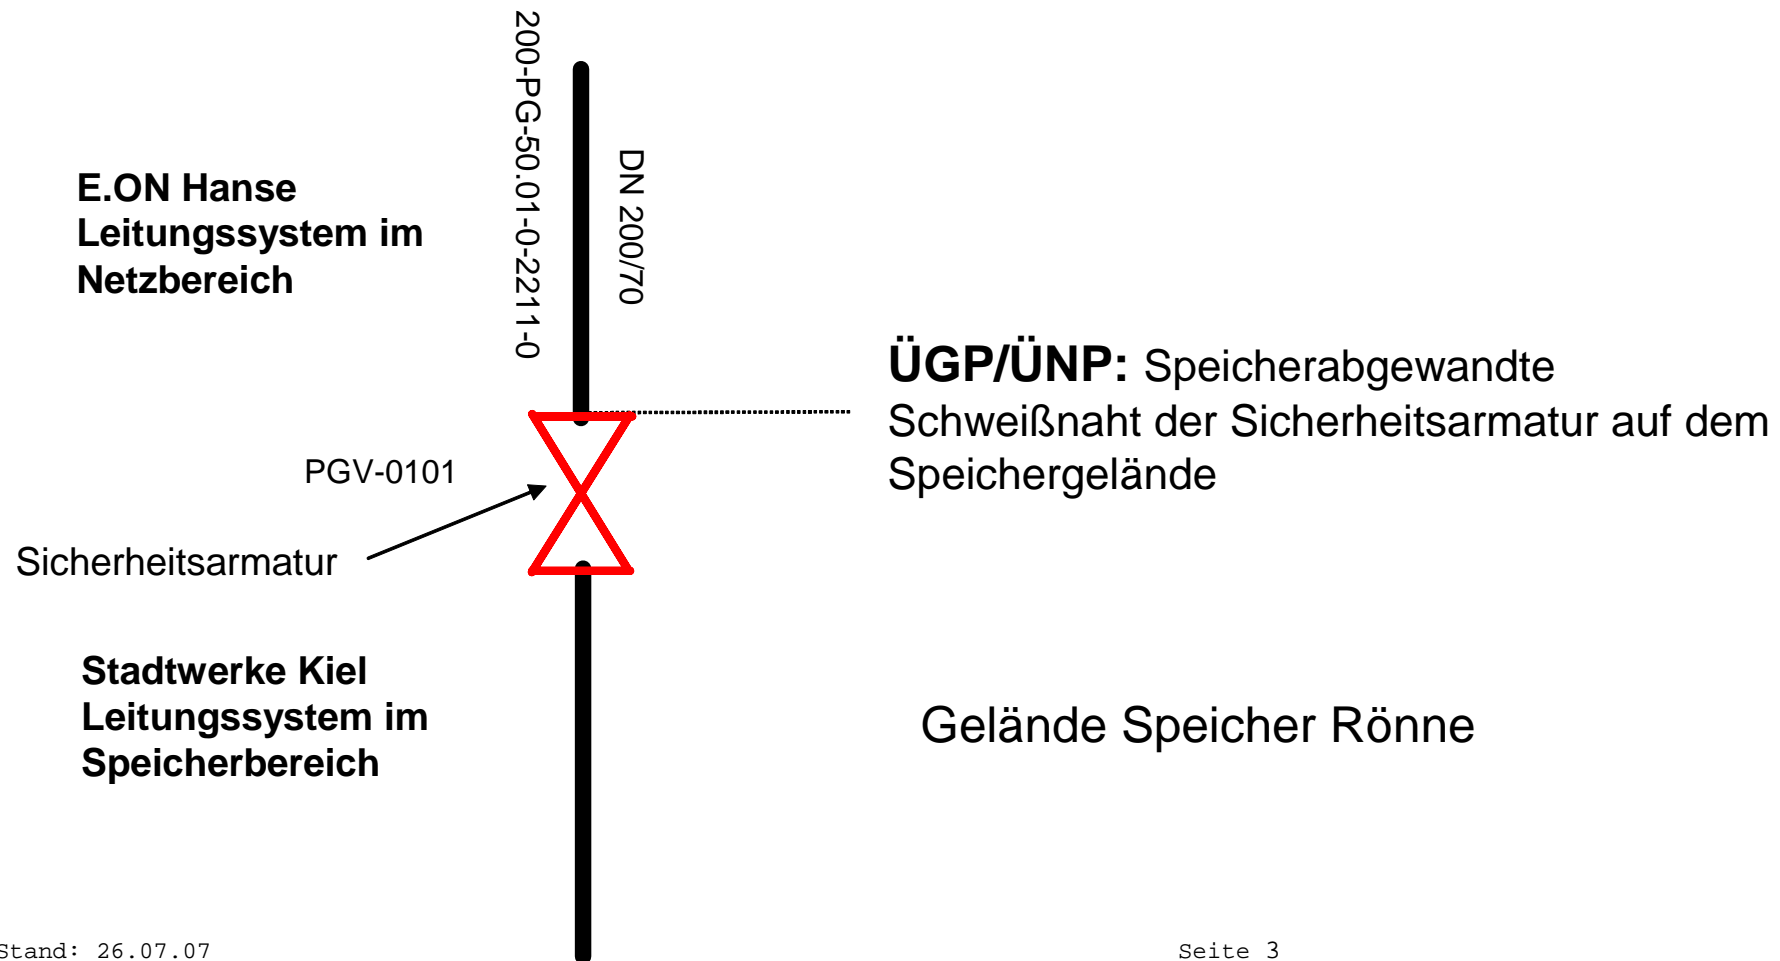 200-PG-50.01-0-2211-0
DN 200/70
E.ON Hanse
Leitungssystem im
Netzbereich
ÜGP/ÜNP: Speicherabgewandte
Schweißnaht der Sicherheitsarmatur auf dem
Speichergelände
PGV-0101
Sicherheitsarmatur
Stadtwerke Kiel
Leitungssystem im
Speicherbereich
Gelände Speicher Rönne
Stand: 26.07.07
Seite 3